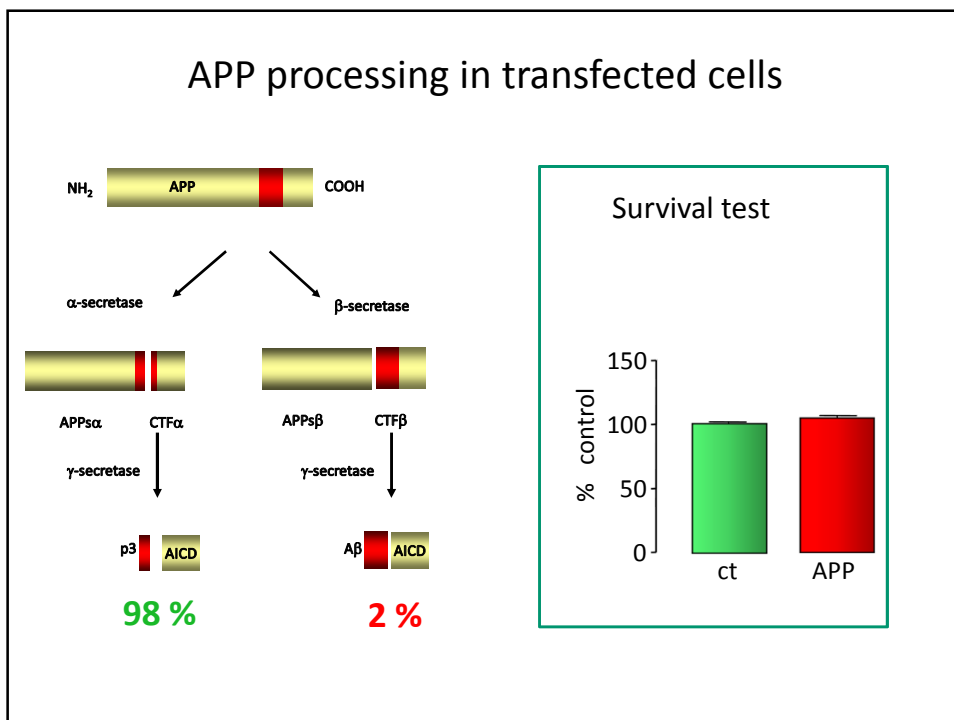 APP processing in transfected cells
NH₂ APP COOH
α-secretase
β-secretase
APPsα CTFα
APPsβ CTFβ
γ-secretase
γ-secretase
p3 AICD
Aβ AICD
98 %
2 %
Survival test
% control
150
100
50
0
ct APP